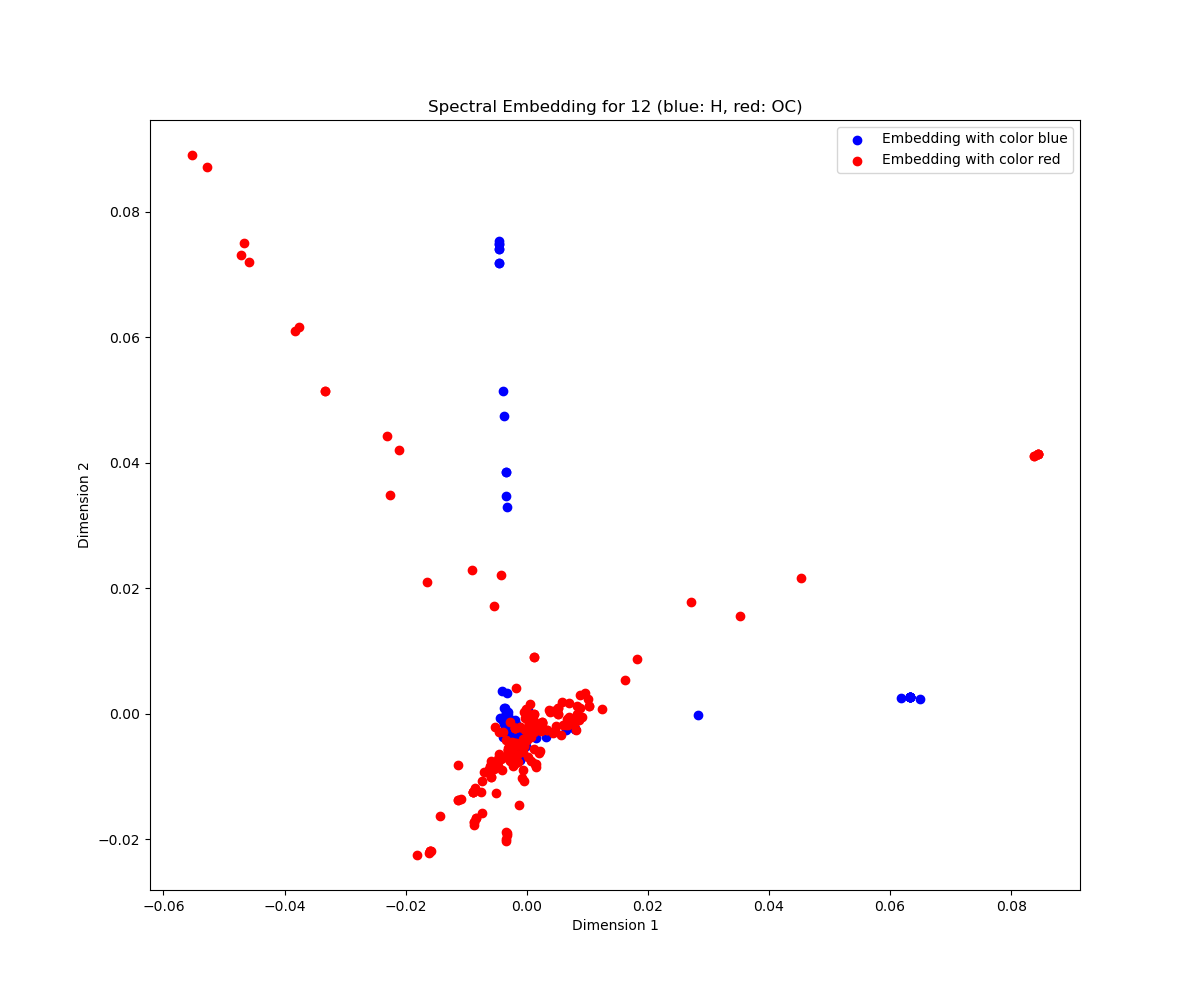 Spectral Embedding for 12 (blue: H, red: OC)
Embedding with color blue
Embedding with color red
0.08
0.06
0.04
0.02
0.00
−0.02
Dimension 2
−0.06
−0.04
−0.02
0.00
0.02
0.04
0.06
0.08
Dimension 1